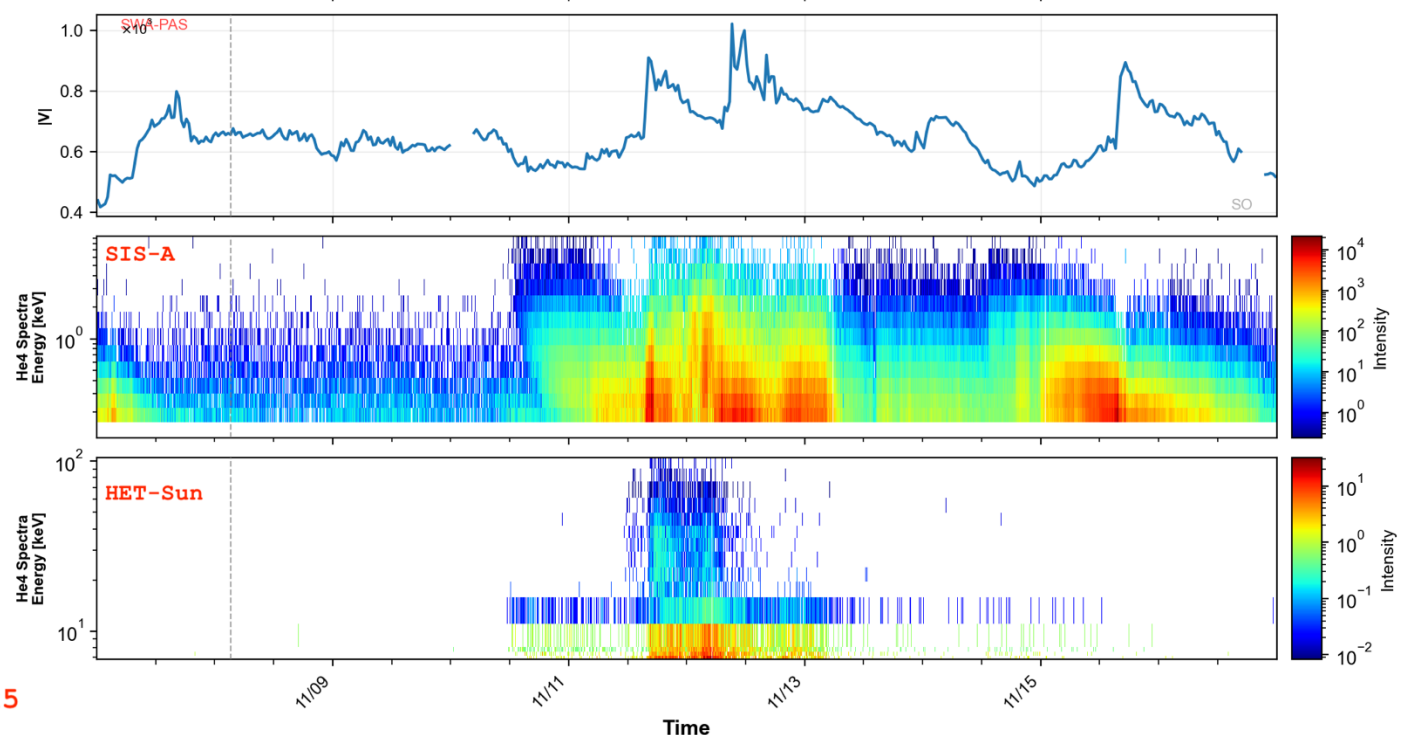 SWA-PAS
×10³
1.0
0.8
0.6
0.4
|V|
SO
SIS-A
He4 Spectra
Energy [keV]
10⁰
10⁴
10³
10²
10¹
10⁰
Intensity
HET-Sun
He4 Spectra
Energy [keV]
10²
10¹
10¹
10⁰
10⁻¹
10⁻²
Intensity
11/09
11/11
11/13
11/15
5
Time